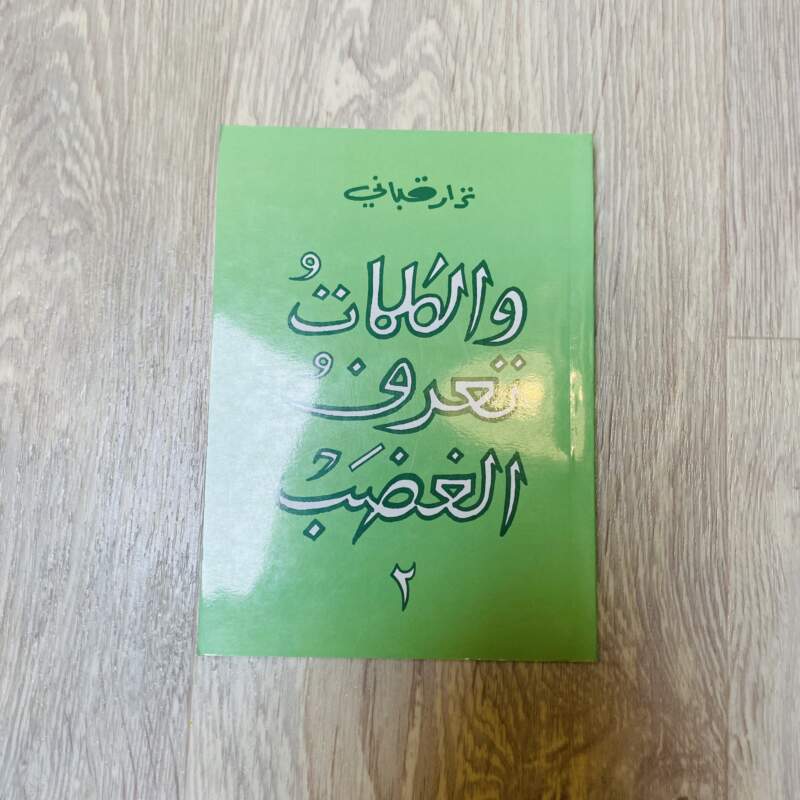 نزار قباني
والكلماتُ
تعرفُ
الغضبَ
٢